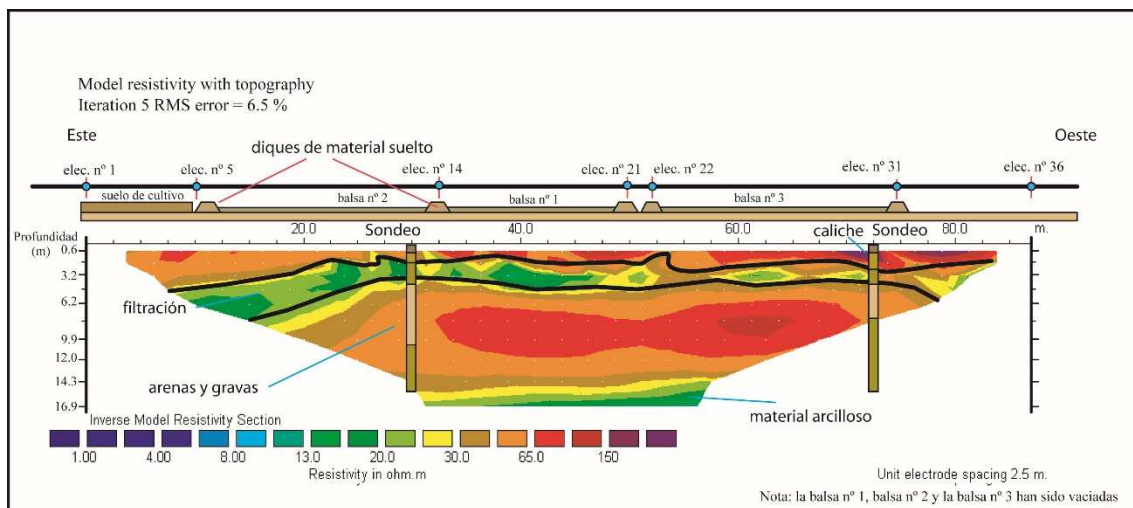 Model resistivity with topography
Iteration 5 RMS error = 6.5 %
Este
Oeste
diques de material suelto
elec. nº 1
elec. nº 5
elec. nº 14
elec. nº 21
elec. nº 22
elec. nº 31
elec. nº 36
suelo de cultivo
balsa nº 2
balsa nº 1
balsa nº 3
Profundidad
(m)
20.0
Sondeo
40.0
60.0
caliche
Sondeo
80.0
m.
0.6
3.2
6.2
9.9
12.0
14.3
16.9
filtración
arenas y gravas
material arcilloso
Inverse Model Resistivity Section
1.00 4.00 8.00 13.0 20.0 30.0 65.0 150
Resistivity in ohm.m
Unit electrode spacing 2.5 m.
Nota: la balsa nº 1, balsa nº 2 y la balsa nº 3 han sido vaciadas